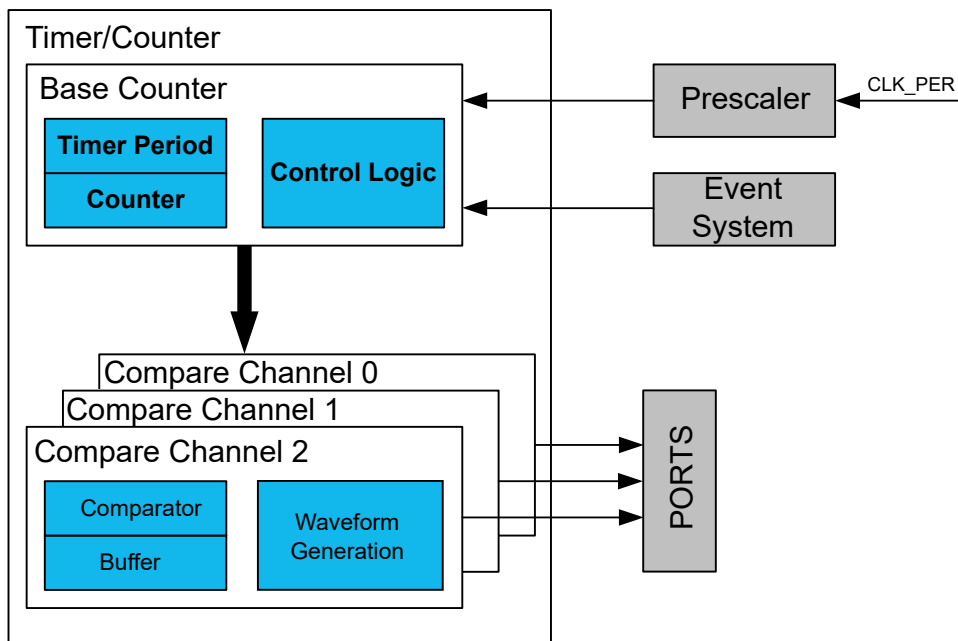 Timer/Counter
Base Counter
Timer Period
Counter
Control Logic
Prescaler
CLK_PER
Event
System
Compare Channel 0
Compare Channel 1
Compare Channel 2
Comparator
Buffer
Waveform
Generation
PORTS